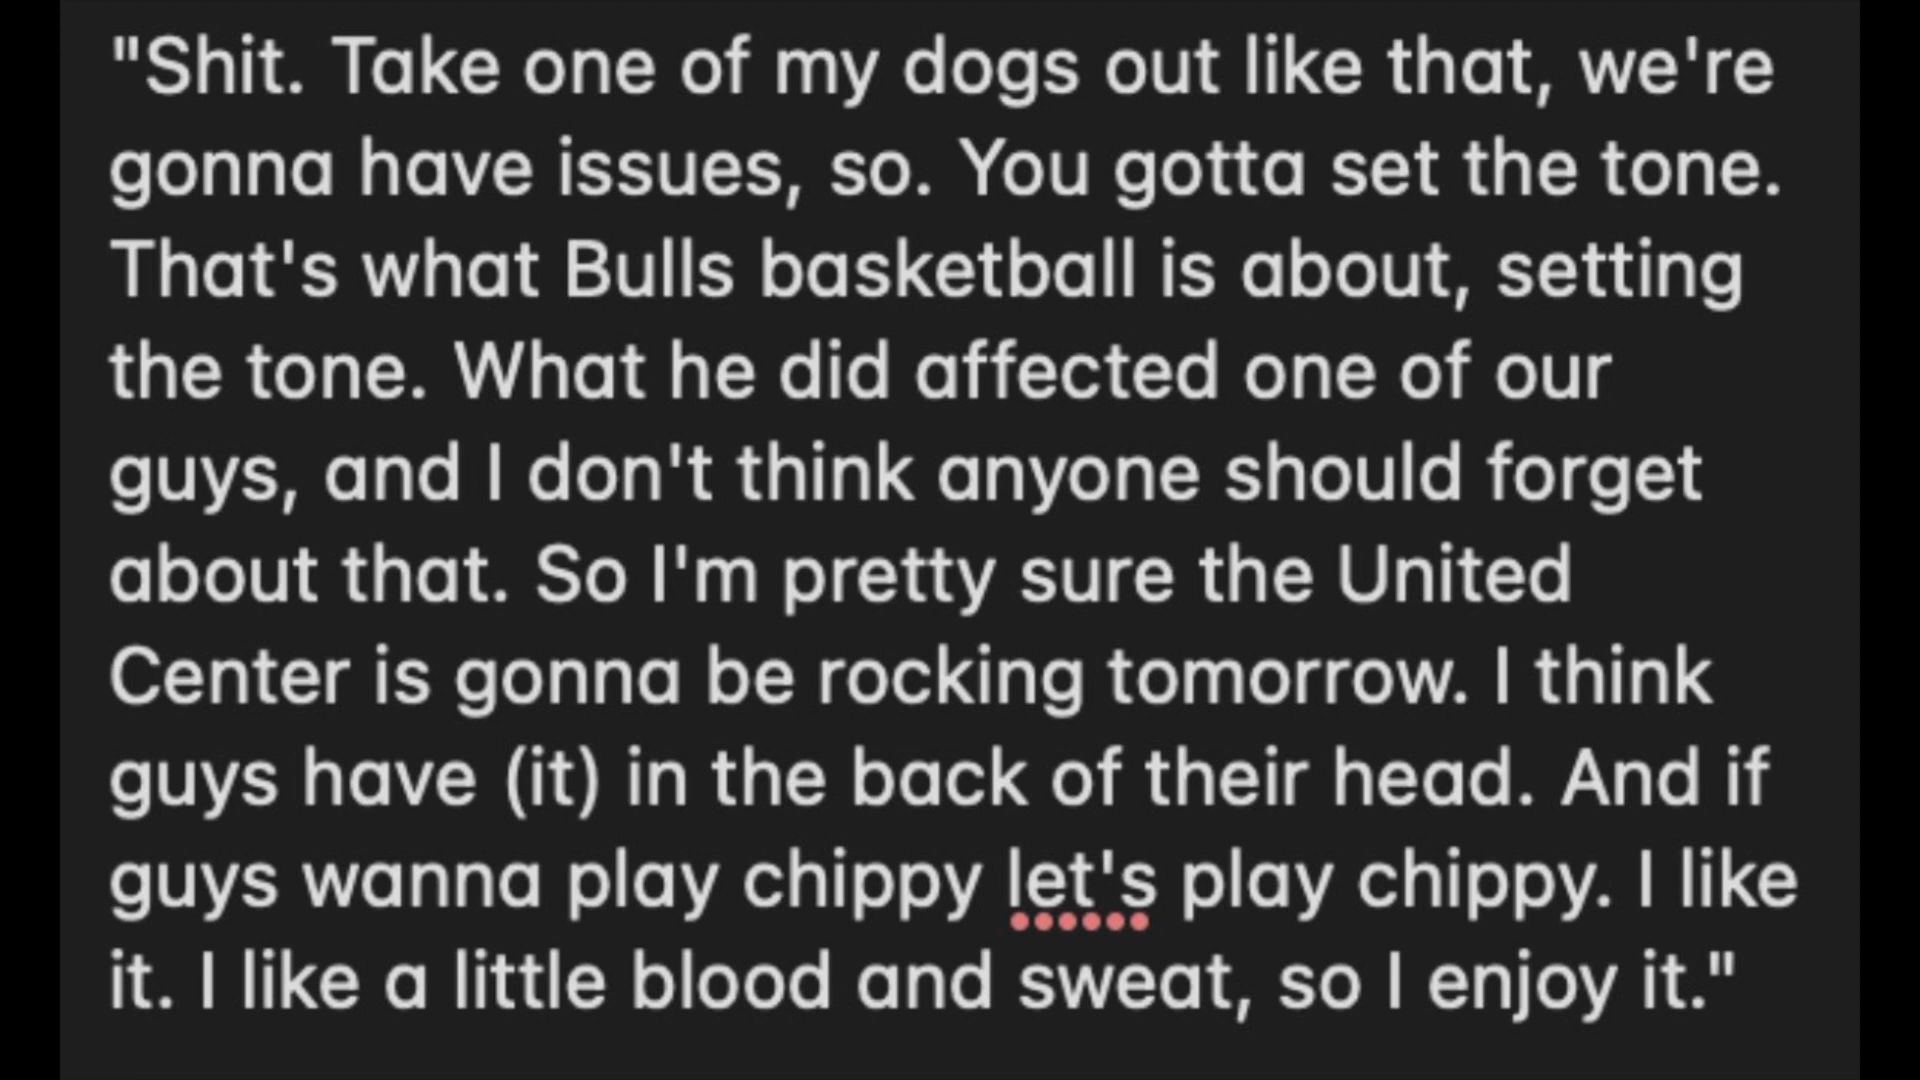 "Shit. Take one of my dogs out like that, we're
gonna have issues, so. You gotta set the tone.
That's what Bulls basketball is about, setting
the tone. What he did affected one of our
guys, and I don't think anyone should forget
about that. So I'm pretty sure the United
Center is gonna be rocking tomorrow. I think
guys have (it) in the back of their head. And if
guys wanna play chippy let's play chippy. I like
it. I like a little blood and sweat, so I enjoy it."